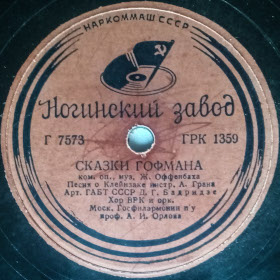 НАРКОММАШ СССР
Ногинский завод
Г 7573 ТРК 1359
СКАЗКИ ГОФМАНА
ком. оп., муз. Ж. Оффенбаха
Песня о Клейнзаке инстр. А. Грана
Арт. ГАБТ СССР Д. Г. Бадридзе
Хор ВРК и орк.
Моск. Госфилармонии п/у
проф. А. И. Орлова